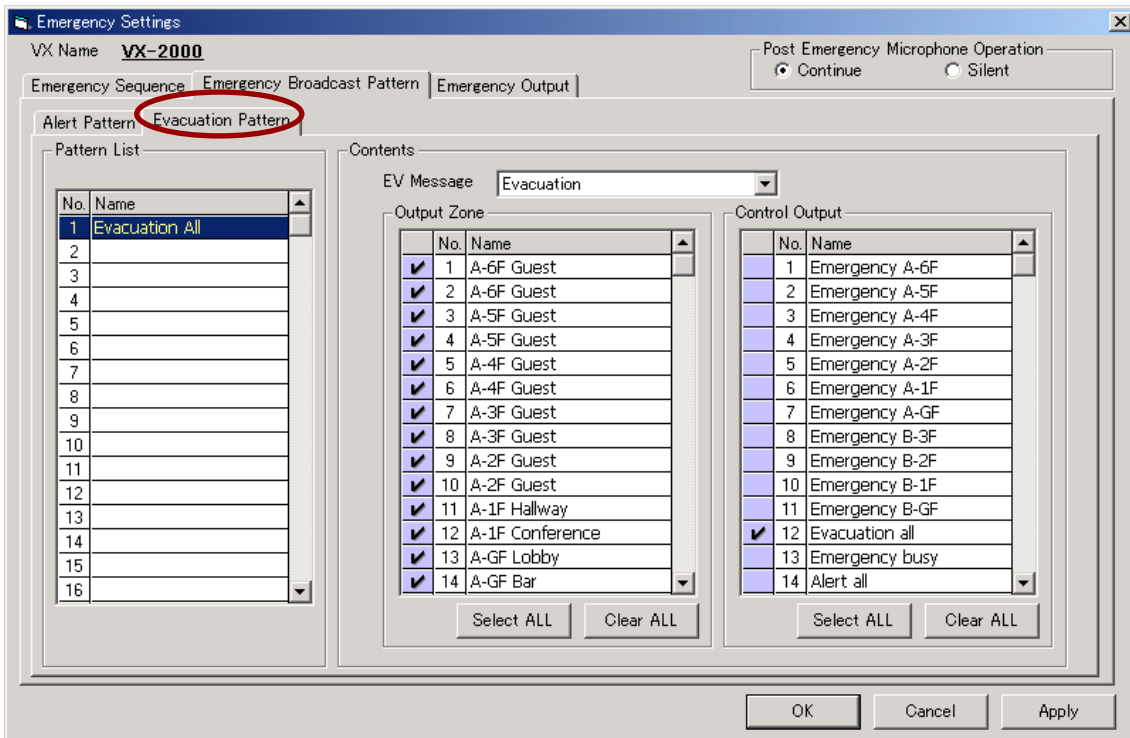 Emergency Settings
VX Name VX-2000
Post Emergency Microphone Operation
Continue Silent
Emergency Sequence Emergency Broadcast Pattern Emergency Output
Alert Pattern Evacuation Pattern
Pattern List
No. Name
1 Evacuation All
2
3
4
5
6
7
8
9
10
11
12
13
14
15
16
Contents
EV Message Evacuation
Output Zone
No. Name
1 A-6F Guest
2 A-6F Guest
3 A-5F Guest
4 A-5F Guest
5 A-4F Guest
6 A-4F Guest
7 A-3F Guest
8 A-3F Guest
9 A-2F Guest
10 A-2F Guest
11 A-1F Hallway
12 A-1F Conference
13 A-GF Lobby
14 A-GF Bar
Select ALL Clear ALL
Control Output
No. Name
1 Emergency A-6F
2 Emergency A-5F
3 Emergency A-4F
4 Emergency A-3F
5 Emergency A-2F
6 Emergency A-1F
7 Emergency A-GF
8 Emergency B-3F
9 Emergency B-2F
10 Emergency B-1F
11 Emergency B-GF
12 Evacuation all
13 Emergency busy
14 Alert all
Select ALL Clear ALL
OK Cancel Apply